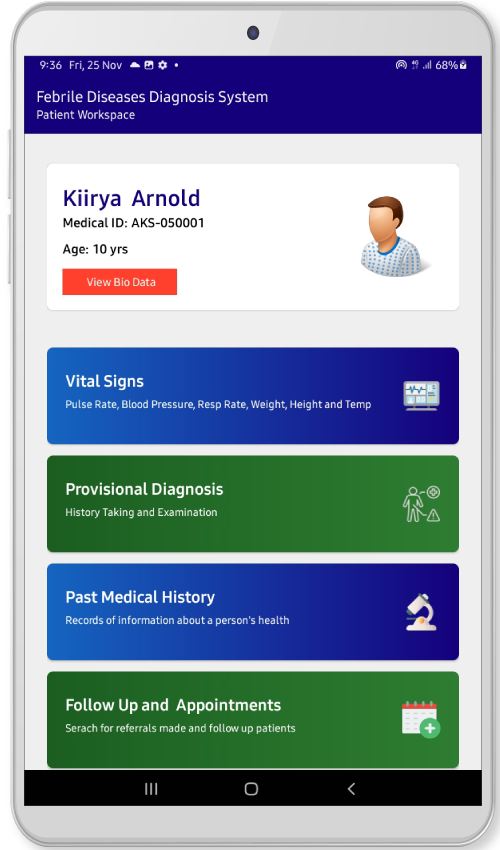 9:36 Fri, 25 Nov
4G
68%
Febrile Diseases Diagnosis System
Patient Workspace
Kiirya Arnold
Medical ID: AKS-050001
Age: 10 yrs
View Bio Data
Vital Signs
Pulse Rate, Blood Pressure, Resp Rate, Weight, Height and Temp
Provisional Diagnosis
History Taking and Examination
Past Medical History
Records of information about a person's health
Follow Up and Appointments
Serach for referrals made and follow up patients